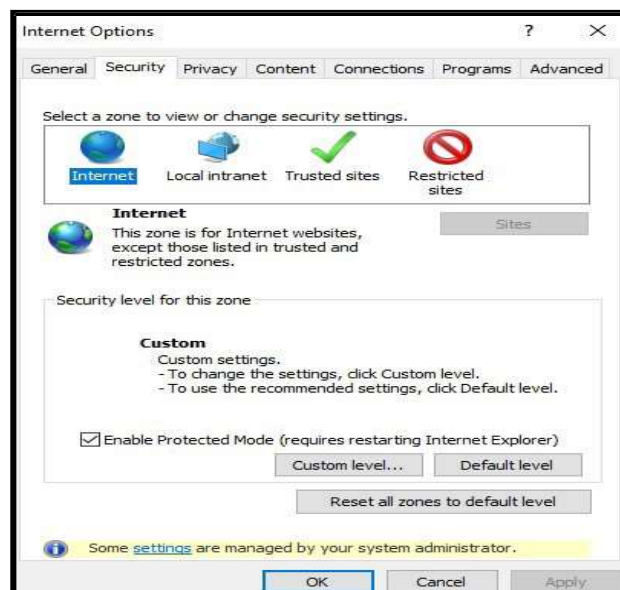 Internet Options ?
General Security Privacy Content Connections Programs Advanced
Select a zone to view or change security settings.
Internet Local intranet Trusted sites Restricted
sites
Internet
This zone is for Internet websites,
except those listed in trusted and
restricted zones.
Sites
Security level for this zone
Custom
Custom settings.
- To change the settings, click Custom level.
- To use the recommended settings, click Default level.
Enable Protected Mode (requires restarting Internet Explorer)
Custom level... Default level
Reset all zones to default level
Some settings are managed by your system administrator.
OK Cancel Apply